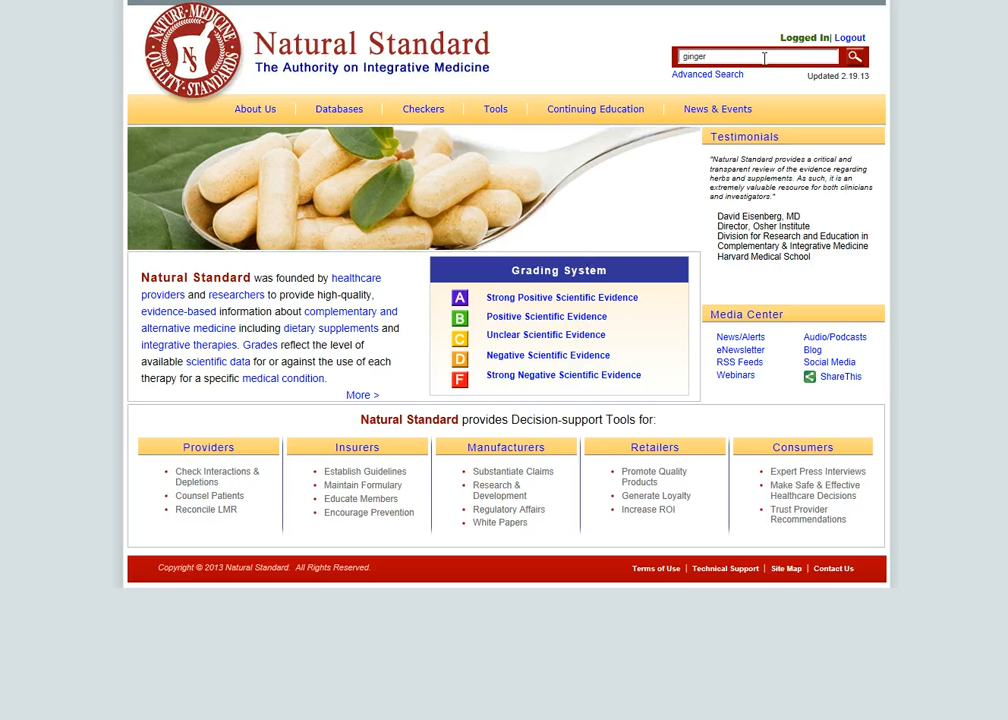 NATURE·MEDICINE
NS
QUALITY·STANDARDS
Natural Standard
The Authority on Integrative Medicine
Logged In| Logout
ginger
Advanced Search
Updated 2.19.13
About Us
Databases
Checkers
Tools
Continuing Education
News & Events
Testimonials
"Natural Standard provides a critical and
transparent review of the evidence regarding
herbs and supplements. As such, it is an
extremely valuable resource for both clinicians
and investigators."
David Eisenberg, MD
Director, Osher Institute
Division for Research and Education in
Complementary & Integrative Medicine
Harvard Medical School
Natural Standard was founded by healthcare
providers and researchers to provide high-quality,
evidence-based information about complementary and
alternative medicine including dietary supplements and
integrative therapies. Grades reflect the level of
available scientific data for or against the use of each
therapy for a specific medical condition.
More >
Grading System
A Strong Positive Scientific Evidence
B Positive Scientific Evidence
C Unclear Scientific Evidence
D Negative Scientific Evidence
F Strong Negative Scientific Evidence
Media Center
News/Alerts
eNewsletter
RSS Feeds
Webinars
Audio/Podcasts
Blog
Social Media
ShareThis
Natural Standard provides Decision-support Tools for:
Providers
Check Interactions &
Depletions
Counsel Patients
Reconcile LMR
Insurers
Establish Guidelines
Maintain Formulary
Educate Members
Encourage Prevention
Manufacturers
Substantiate Claims
Research &
Development
Regulatory Affairs
White Papers
Retailers
Promote Quality
Products
Generate Loyalty
Increase ROI
Consumers
Expert Press Interviews
Make Safe & Effective
Healthcare Decisions
Trust Provider
Recommendations
Copyright © 2013 Natural Standard. All Rights Reserved.
Terms of Use | Technical Support | Site Map | Contact Us